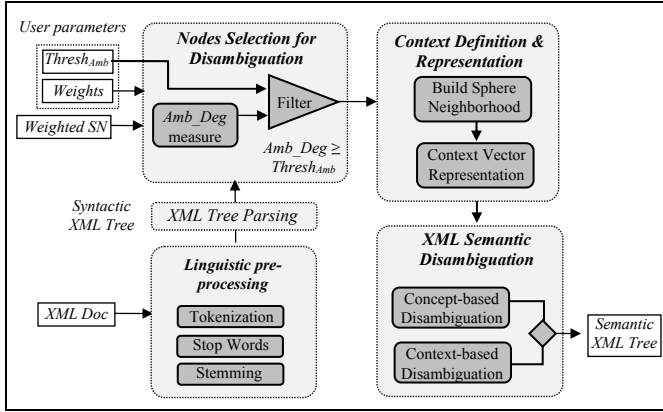 User parameters
Thresh_Amb
Weights
Weighted SN
Nodes Selection for
Disambiguation
Amb_Deg
measure
Filter
Amb_Deg ≥
Thresh_Amb
Syntactic
XML Tree
XML Tree Parsing
Linguistic pre-
processing
XML Doc
Tokenization
Stop Words
Stemming
Context Definition &
Representation
Build Sphere
Neighborhood
Context Vector
Representation
XML Semantic
Disambiguation
Concept-based
Disambiguation
Context-based
Disambiguation
Semantic
XML Tree